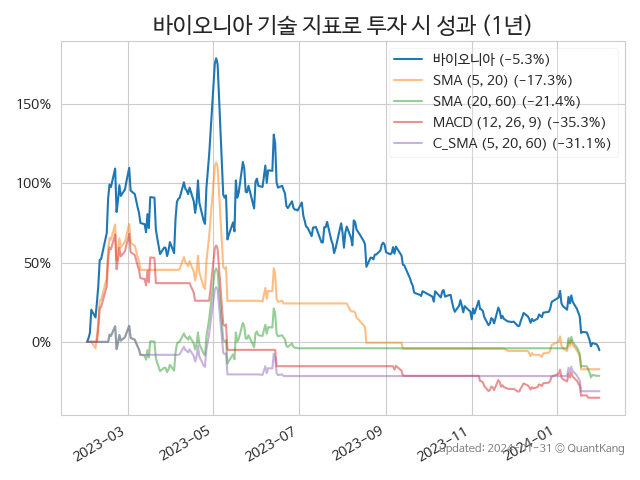 바이오니아 기술 지표로 투자 시 성과 (1년)
바이오니아 (-5.3%)
SMA (5, 20) (-17.3%)
SMA (20, 60) (-21.4%)
MACD (12, 26, 9) (-35.3%)
C_SMA (5, 20, 60) (-31.1%)
150%
100%
50%
0%
2023-03
2023-05
2023-07
2023-09
2023-11
2024-01
updated: 2024-01-31 © QuantKang